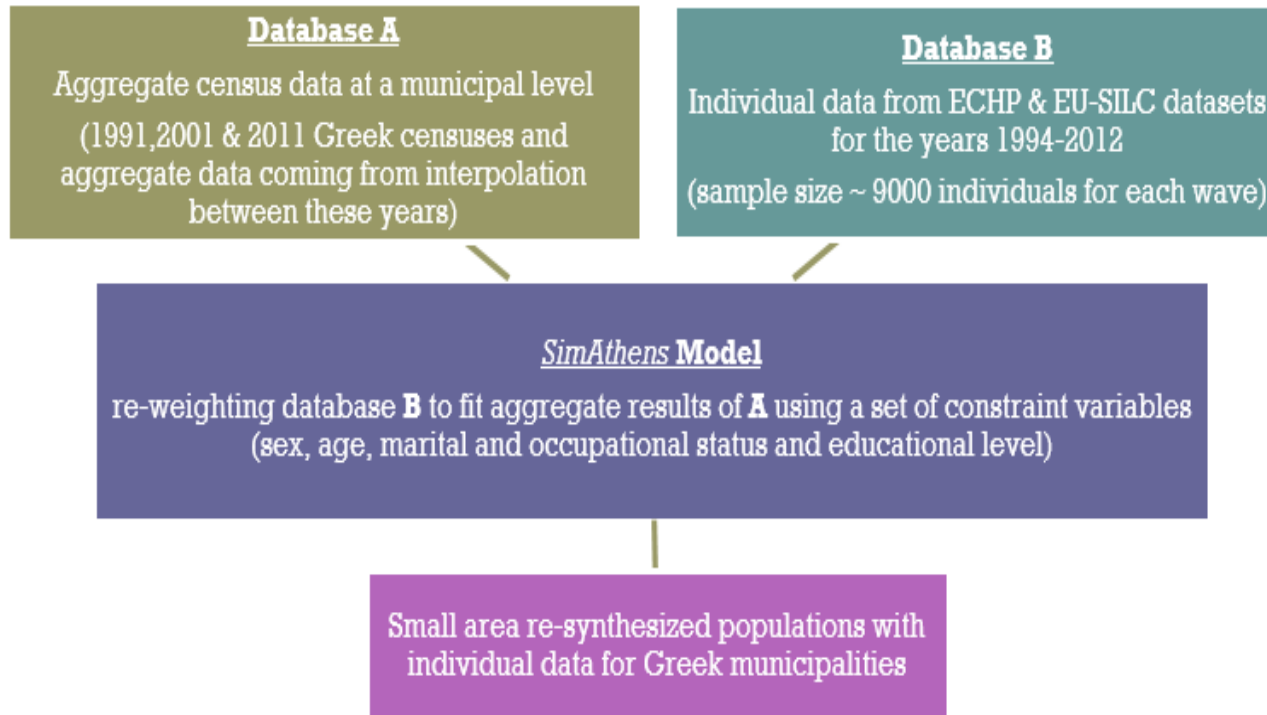 Database A
Aggregate census data at a municipal level
(1991,2001 & 2011 Greek censuses and
aggregate data coming from interpolation
between these years)
Database B
Individual data from ECHP & EU-SILC datasets
for the years 1994-2012
(sample size ~ 9000 individuals for each wave)
SimAthens Model
re-weighting database B to fit aggregate results of A using a set of constraint variables
(sex, age, marital and occupational status and educational level)
Small area re-synthesized populations with
individual data for Greek municipalities